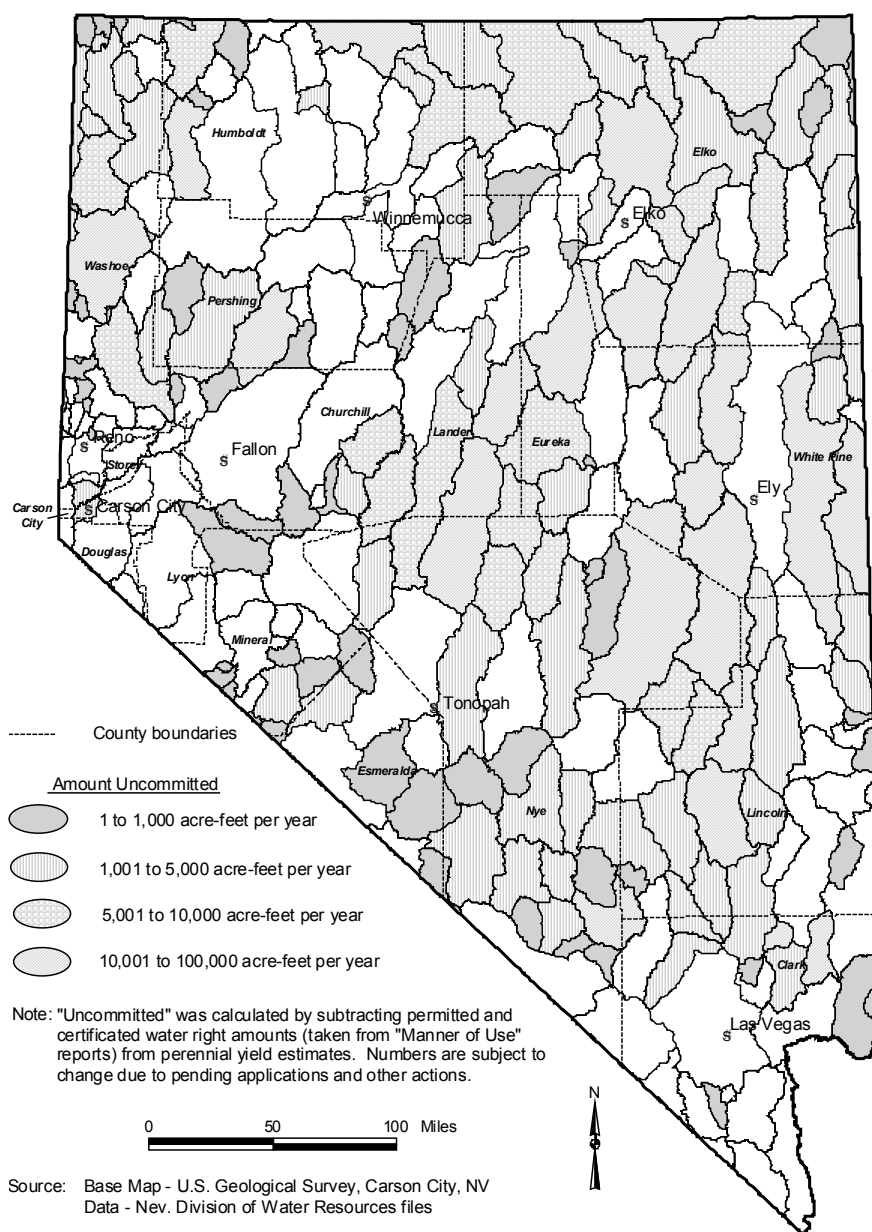 Humboldt
Elko
Winnemucca
Elko
Washoe
Pershing
Churchill
Lander
Eureka
White Pine
Reno
Storey
Fallon
Ely
Carson City
Carson
City
Douglas
Lyon
Mineral
Tonopah
Esmeralda
Nye
Lincoln
Clark
Las Vegas
County boundaries
Amount Uncommitted
1 to 1,000 acre-feet per year
1,001 to 5,000 acre-feet per year
5,001 to 10,000 acre-feet per year
10,001 to 100,000 acre-feet per year
Note: "Uncommitted" was calculated by subtracting permitted and
certificated water right amounts (taken from "Manner of Use"
reports) from perennial yield estimates. Numbers are subject to
change due to pending applications and other actions.
N
0 50 100 Miles
Source: Base Map - U.S. Geological Survey, Carson City, NV
Data - Nev. Division of Water Resources files